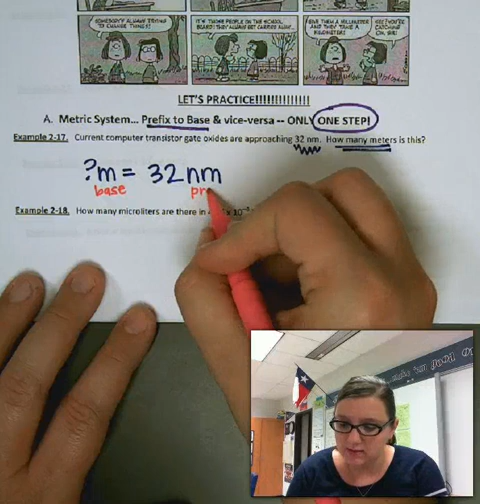 SOMEBODY'S ALWAYS TRYING
TO CHANGE THINGS!
IT'S THOSE PEOPLE ON THE SCHOOL
BOARD! THEY ALWAYS GET CARRIED AWAY..
GIVE THEM A MILLIMETER
AND THEY TAKE A
KILOMETER!
YOU'RE
CATCHING
ON, SIR!
LET'S PRACTICE!!!!!!!!!!!!!!
A. Metric System... Prefix to Base & vice-versa -- ONLY ONE STEP!
Example 2-17. Current computer transistor gate oxides are approaching 32 nm. How many meters is this?
?m = 32nm
base pre
Example 2-18. How many microliters are there in